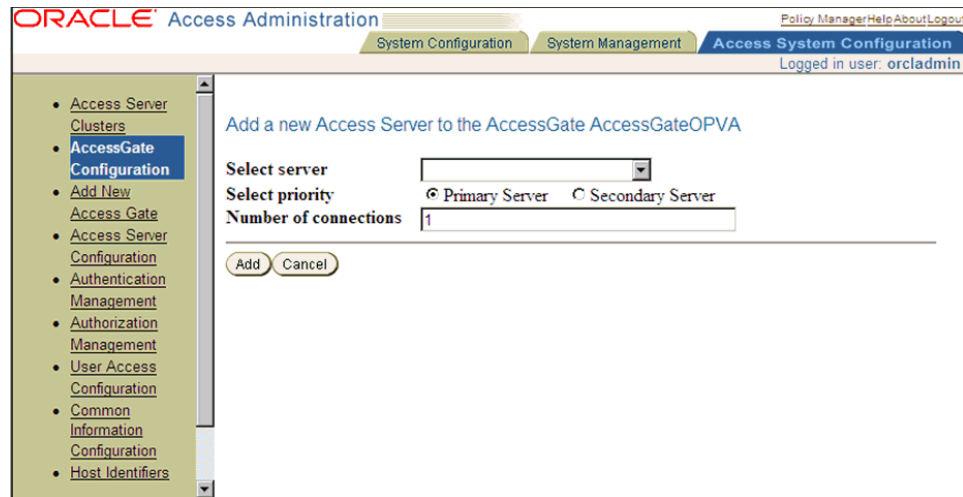 ORACLE Access Administration
Policy Manager Help About Logout
System Configuration System Management Access System Configuration
Logged in user: orcladmin
Access Server
Clusters
AccessGate
Configuration
Add New
Access Gate
Access Server
Configuration
Authentication
Management
Authorization
Management
User Access
Configuration
Common
Information
Configuration
Host Identifiers
Add a new Access Server to the AccessGate AccessGateOPVA
Select server
Select priority Primary Server Secondary Server
Number of connections 1
Add Cancel